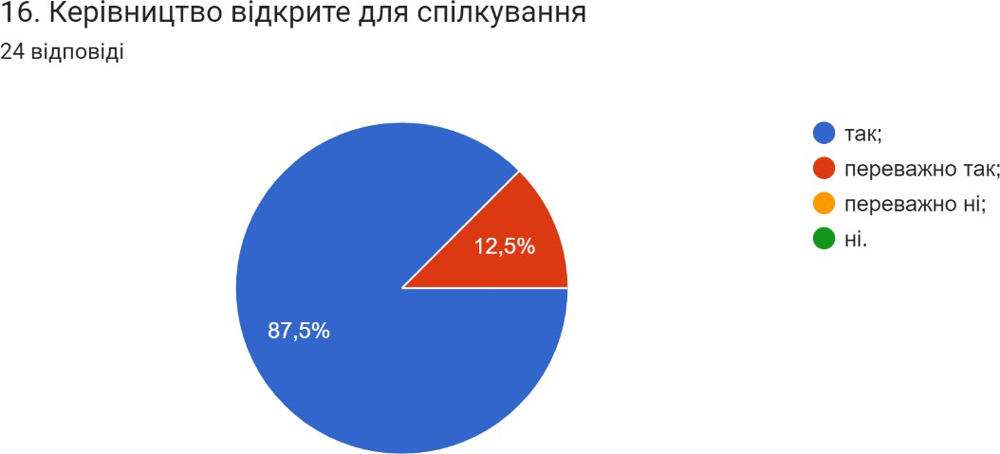 16. Керівництво відкрите для спілкування
24 відповіді
так;
переважно так;
переважно ні;
ні.
12,5%
87,5%